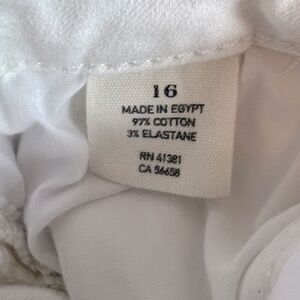 16
MADE IN EGYPT
97% COTTON
3% ELASTANE
RN 41381
CA 56658